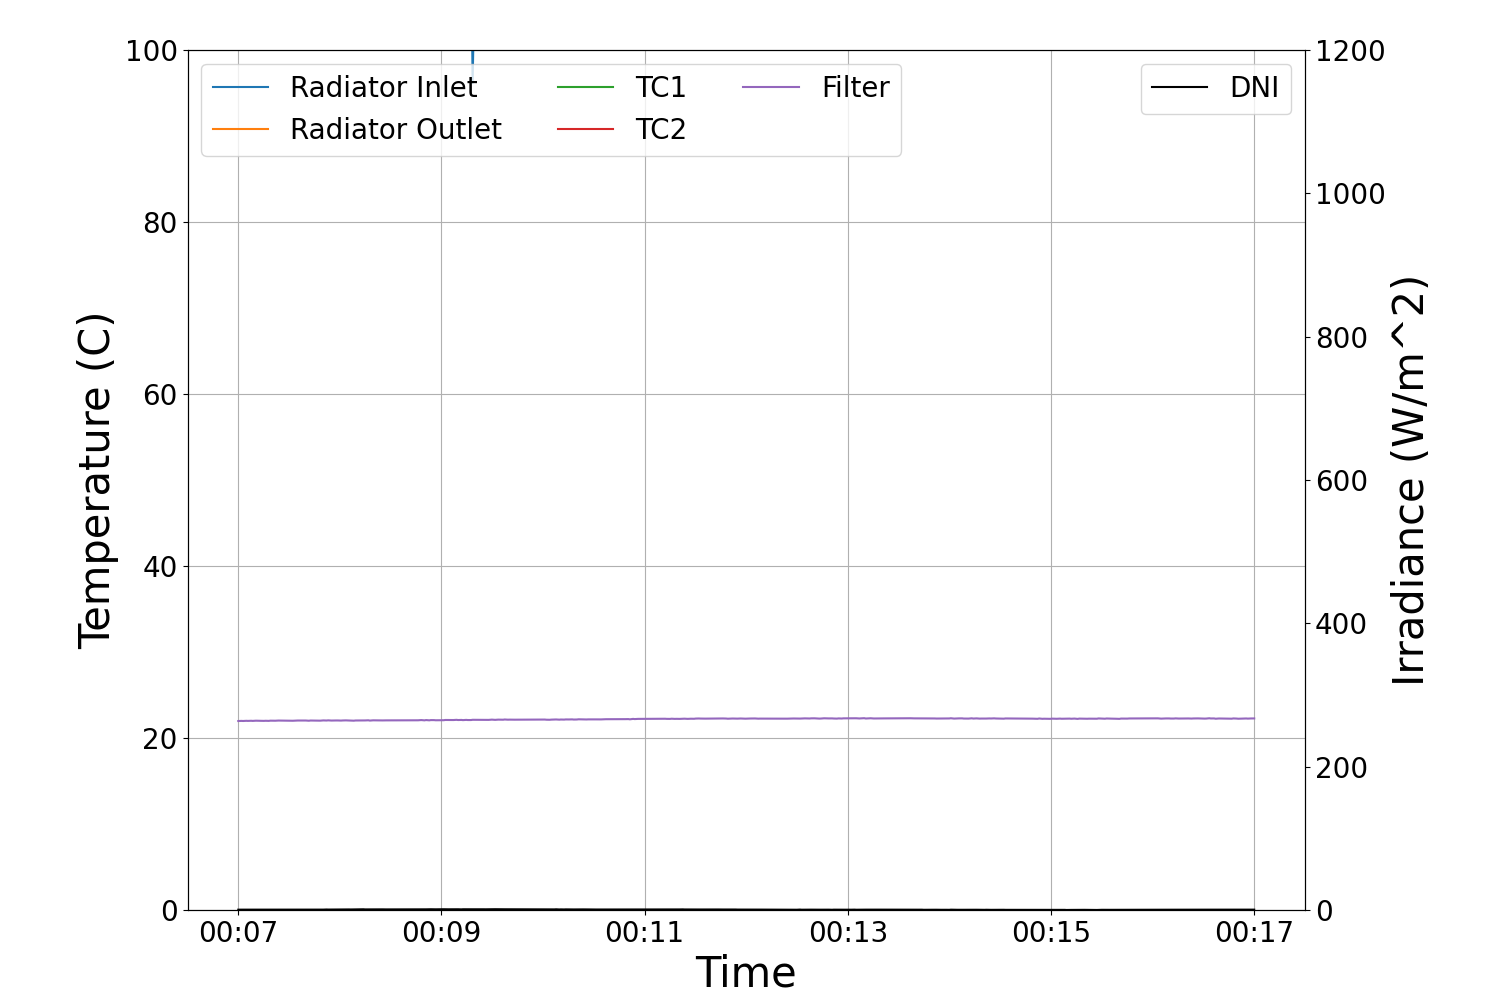 100
80
60
40
20
0
Temperature (C)
Radiator Inlet
Radiator Outlet
TC1
TC2
Filter
DNI
1200
1000
800
600
400
200
0
Irradiance (W/m^2)
00:07 00:09 00:11 00:13 00:15 00:17
Time